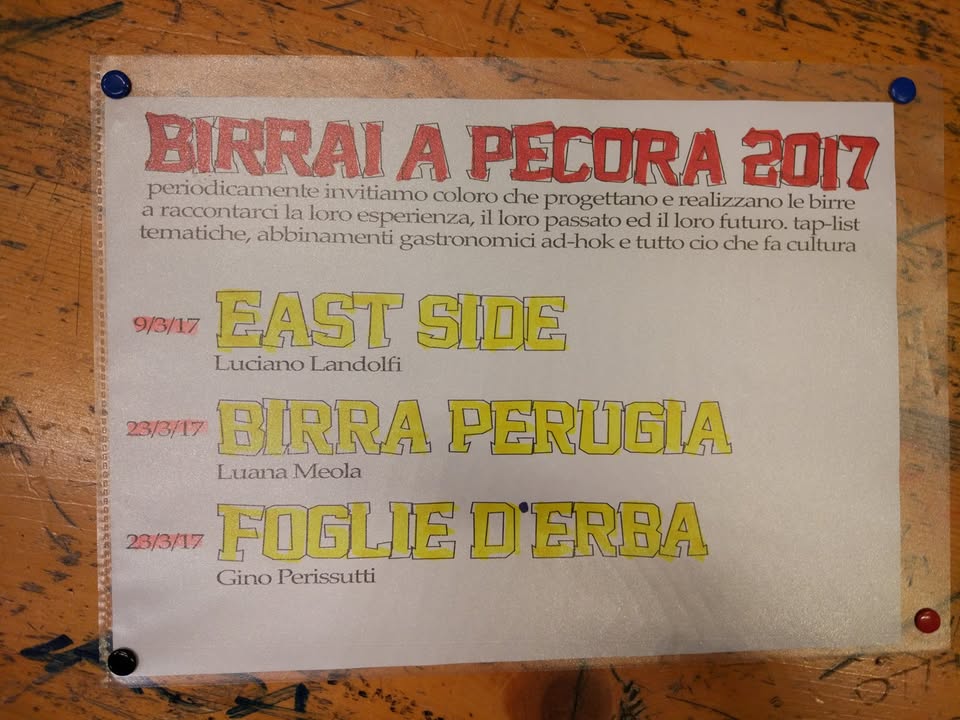 BIRRAI A PECORA 2017
periodicamente invitiamo coloro che progettano e realizzano le birre
a raccontarci la loro esperienza, il loro passato ed il loro futuro. tap-list
tematiche, abbinamenti gastronomici ad-hok e tutto cio che fa cultura
9/3/17 EAST SIDE
Luciano Landolfi
23/3/17 BIRRA PERUGIA
Luana Meola
23/3/17 FOGLIE D'ERBA
Gino Perissutti